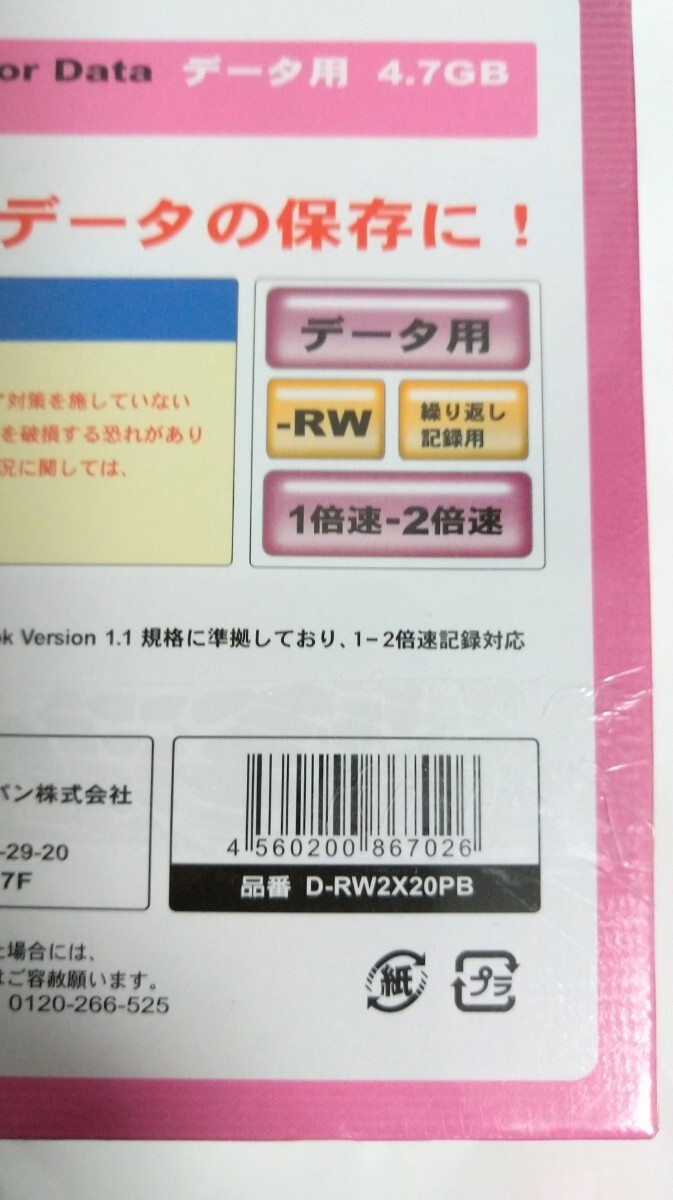 or Data データ用 4.7GB
データの保存に！
データ用
-RW
繰り返し
記録用
1倍速-2倍速
対策を施していない
を破損する恐れがあり
況に関しては、
ok Version 1.1 規格に準拠しており、1−2倍速記録対応
パン株式会社
-29-20
7F
4 560200 867026
品番 D-RW2X20PB
場合には、
はご容赦願います。
0120-266-525
紙
プラ